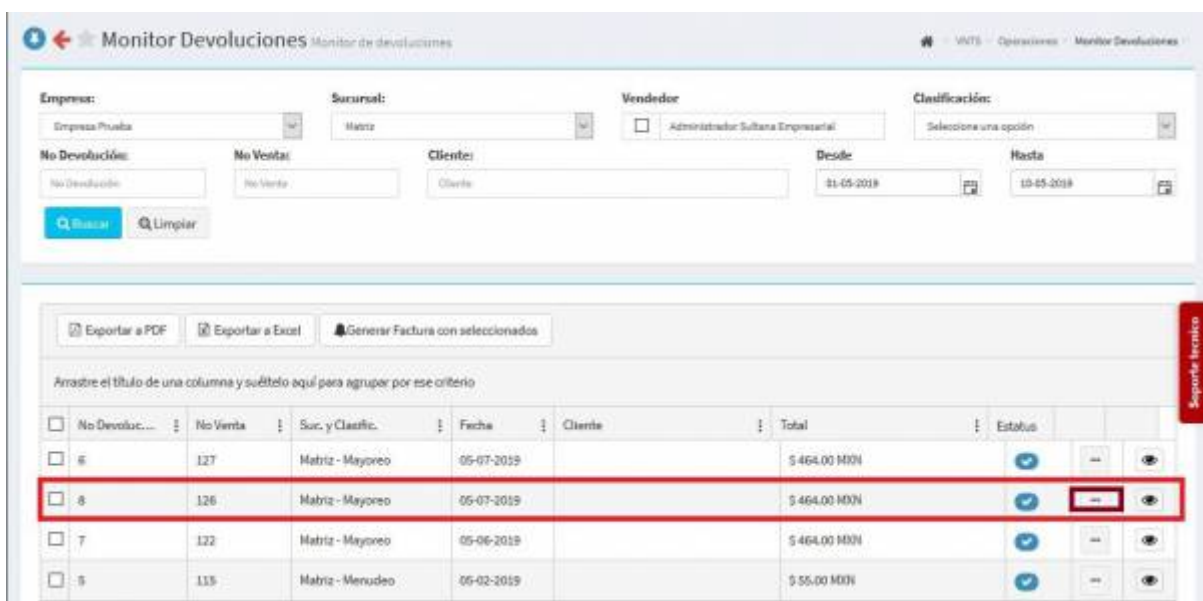 Monitor Devoluciones Monitor de devoluciones
VNTS Operaciones Monitor Devoluciones
Empresa: Sucursal: Vendedor Clasificación:
Empresa Prueba Matriz Administrador Sultana Empresarial Seleccione una opción
No Devolución: No Venta: Cliente: Desde Hasta
No Devolución No Venta Cliente 01-05-2019 10-05-2019
Buscar Limpiar
Exportar a PDF Exportar a Excel Generar Factura con seleccionados
Soporte tecnico
Arrastre el título de una columna y suéltelo aquí para agrupar por ese criterio
No Devoluc... No Venta Suc. y Clasific. Fecha Cliente Total Estatus
6 127 Matriz - Mayoreo 05-07-2019 $ 464.00 MXN
8 126 Matriz - Mayoreo 05-07-2019 $ 464.00 MXN
7 122 Matriz - Mayoreo 05-06-2019 $ 464.00 MXN
5 115 Matriz - Menudeo 05-02-2019 $ 55.00 MXN